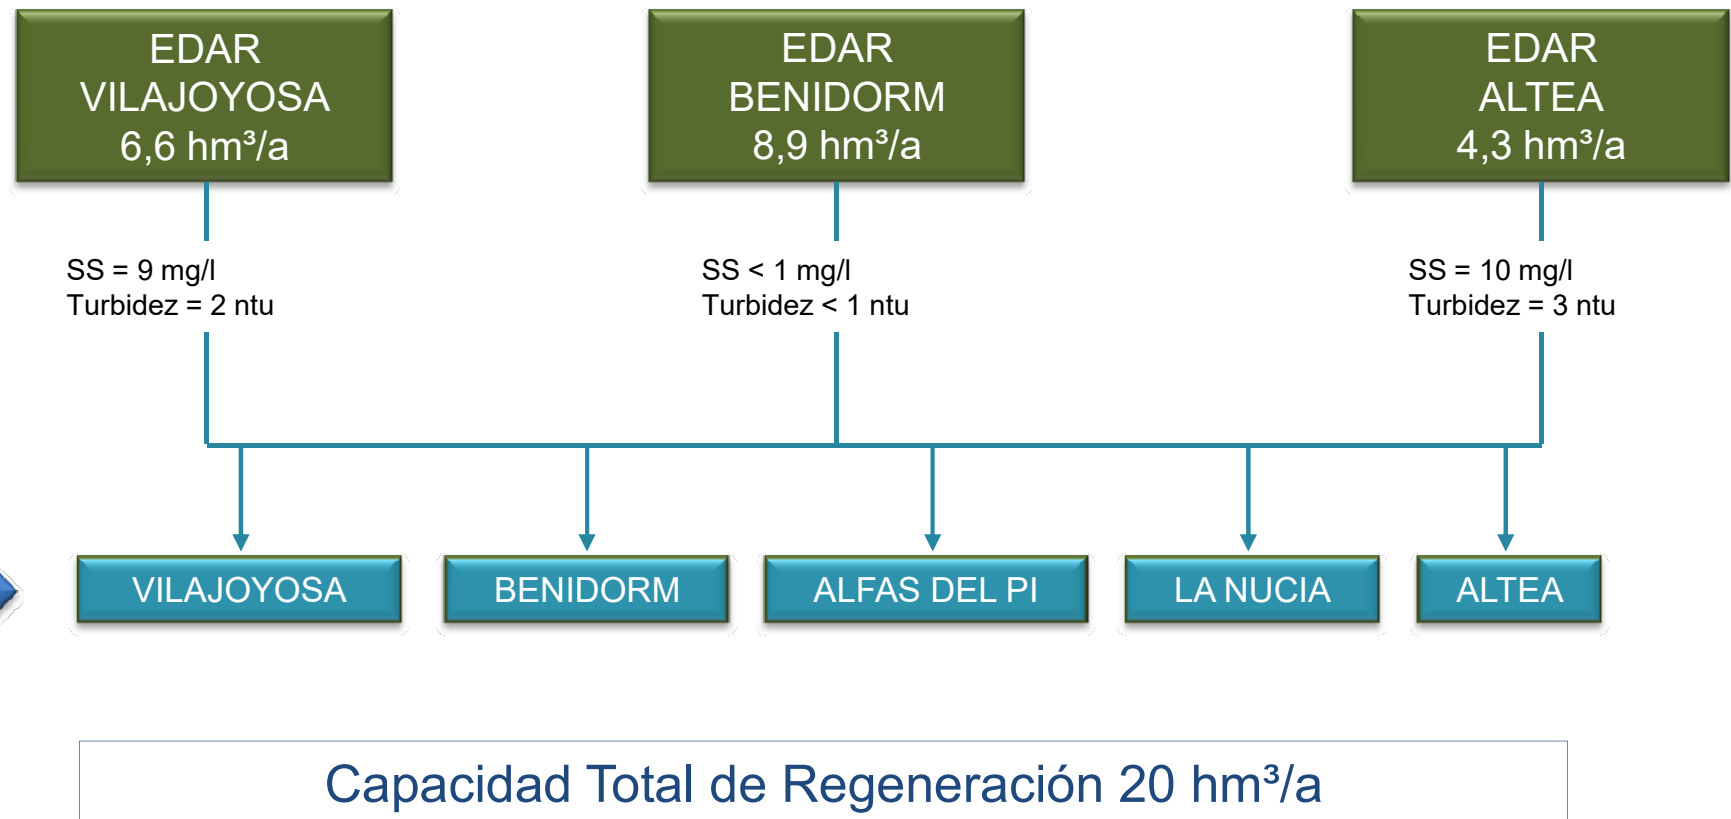 EDAR
VILAJOYOSA
6,6 hm³/a
EDAR
BENIDORM
8,9 hm³/a
EDAR
ALTEA
4,3 hm³/a
SS = 9 mg/l
Turbidez = 2 ntu
SS < 1 mg/l
Turbidez < 1 ntu
SS = 10 mg/l
Turbidez = 3 ntu
VILAJOYOSA
BENIDORM
ALFAS DEL PI
LA NUCIA
ALTEA
Capacidad Total de Regeneración 20 hm³/a